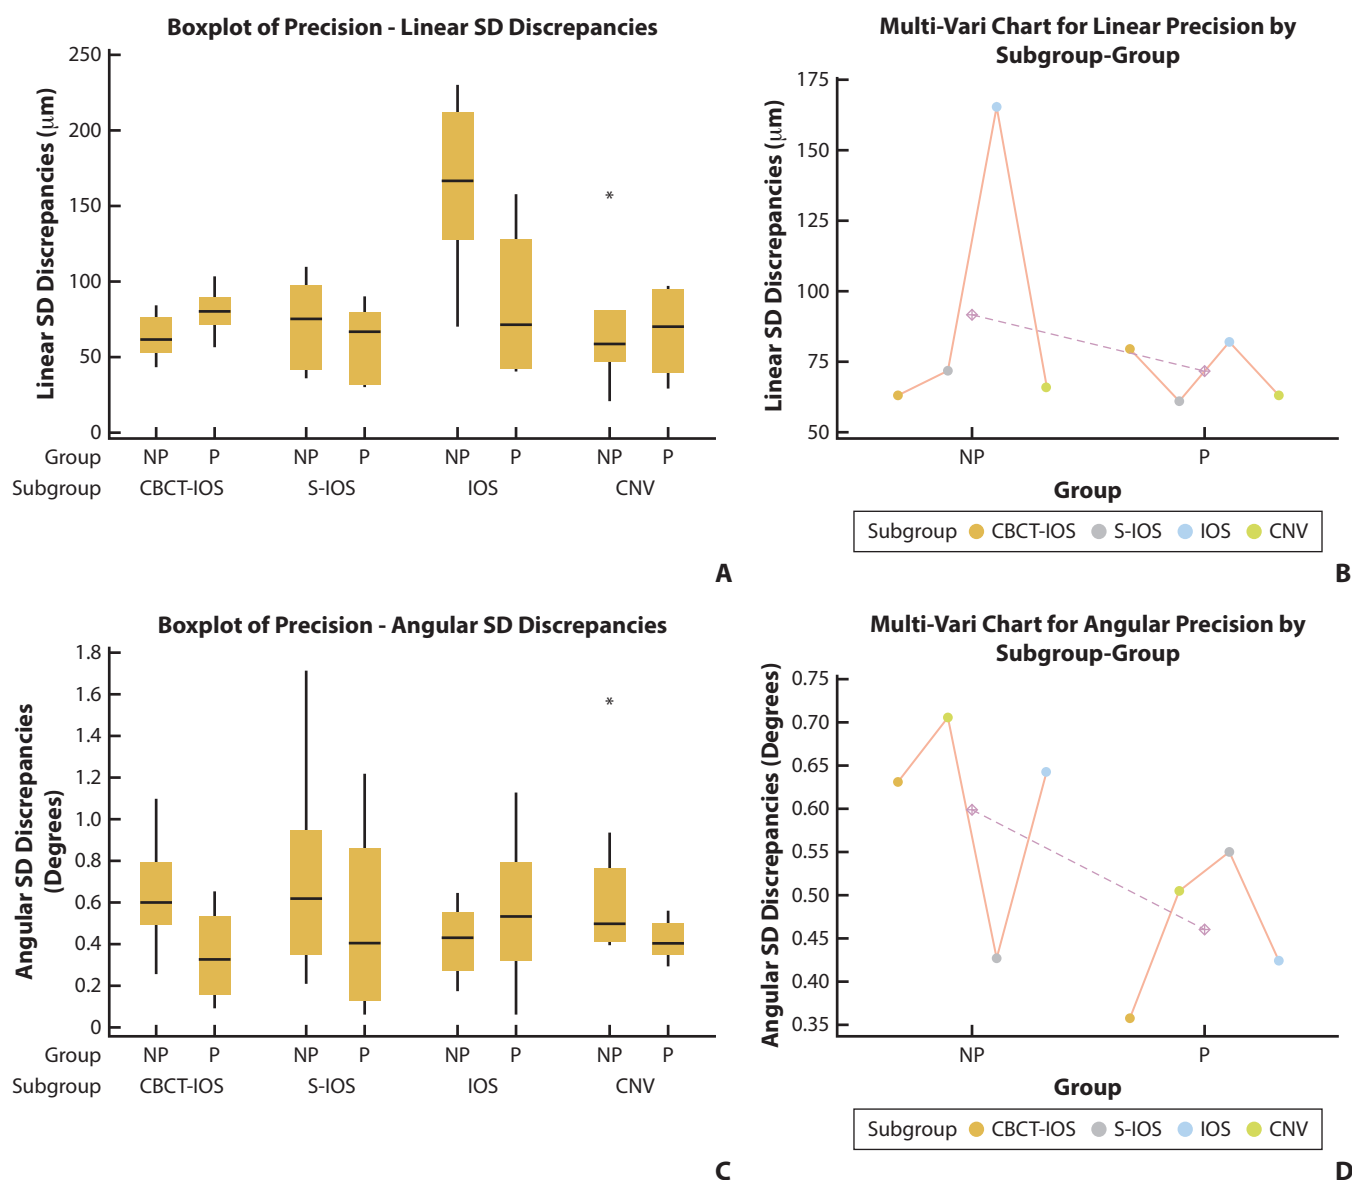 Boxplot of Precision - Linear SD Discrepancies
Linear SD Discrepancies (μm)
250
200
150
100
50
0
Group NP P NP P NP P NP P
Subgroup CBCT-IOS S-IOS IOS CNV
*
A
Multi-Vari Chart for Linear Precision by
Subgroup-Group
Linear SD Discrepancies (μm)
175
150
125
100
75
50
NP P
Group
Subgroup CBCT-IOS S-IOS IOS CNV
B
Boxplot of Precision - Angular SD Discrepancies
Angular SD Discrepancies
(Degrees)
1.8
1.6
1.4
1.2
1.0
0.8
0.6
0.4
0.2
0
*
Group NP P NP P NP P NP P
Subgroup CBCT-IOS S-IOS IOS CNV
C
Multi-Vari Chart for Angular Precision by
Subgroup-Group
Angular SD Discrepancies (Degrees)
0.75
0.70
0.65
0.60
0.55
0.50
0.45
0.40
0.35
NP P
Group
Subgroup CBCT-IOS S-IOS IOS CNV
D